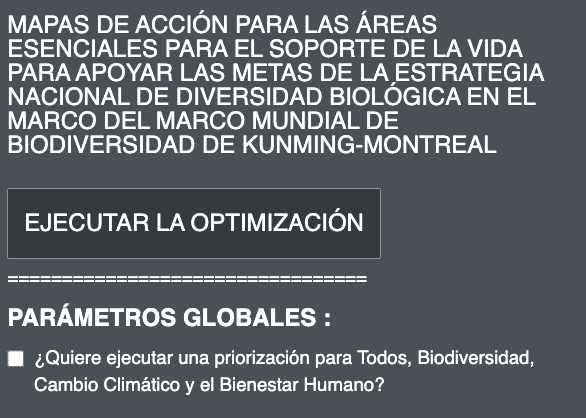 MAPAS DE ACCIÓN PARA LAS ÁREAS
ESENCIALES PARA EL SOPORTE DE LA VIDA
PARA APOYAR LAS METAS DE LA ESTRATEGIA
NACIONAL DE DIVERSIDAD BIOLÓGICA EN EL
MARCO DEL MARCO MUNDIAL DE
BIODIVERSIDAD DE KUNMING-MONTREAL
EJECUTAR LA OPTIMIZACIÓN
=================================
PARÁMETROS GLOBALES :
¿Quiere ejecutar una priorización para Todos, Biodiversidad,
Cambio Climático y el Bienestar Humano?